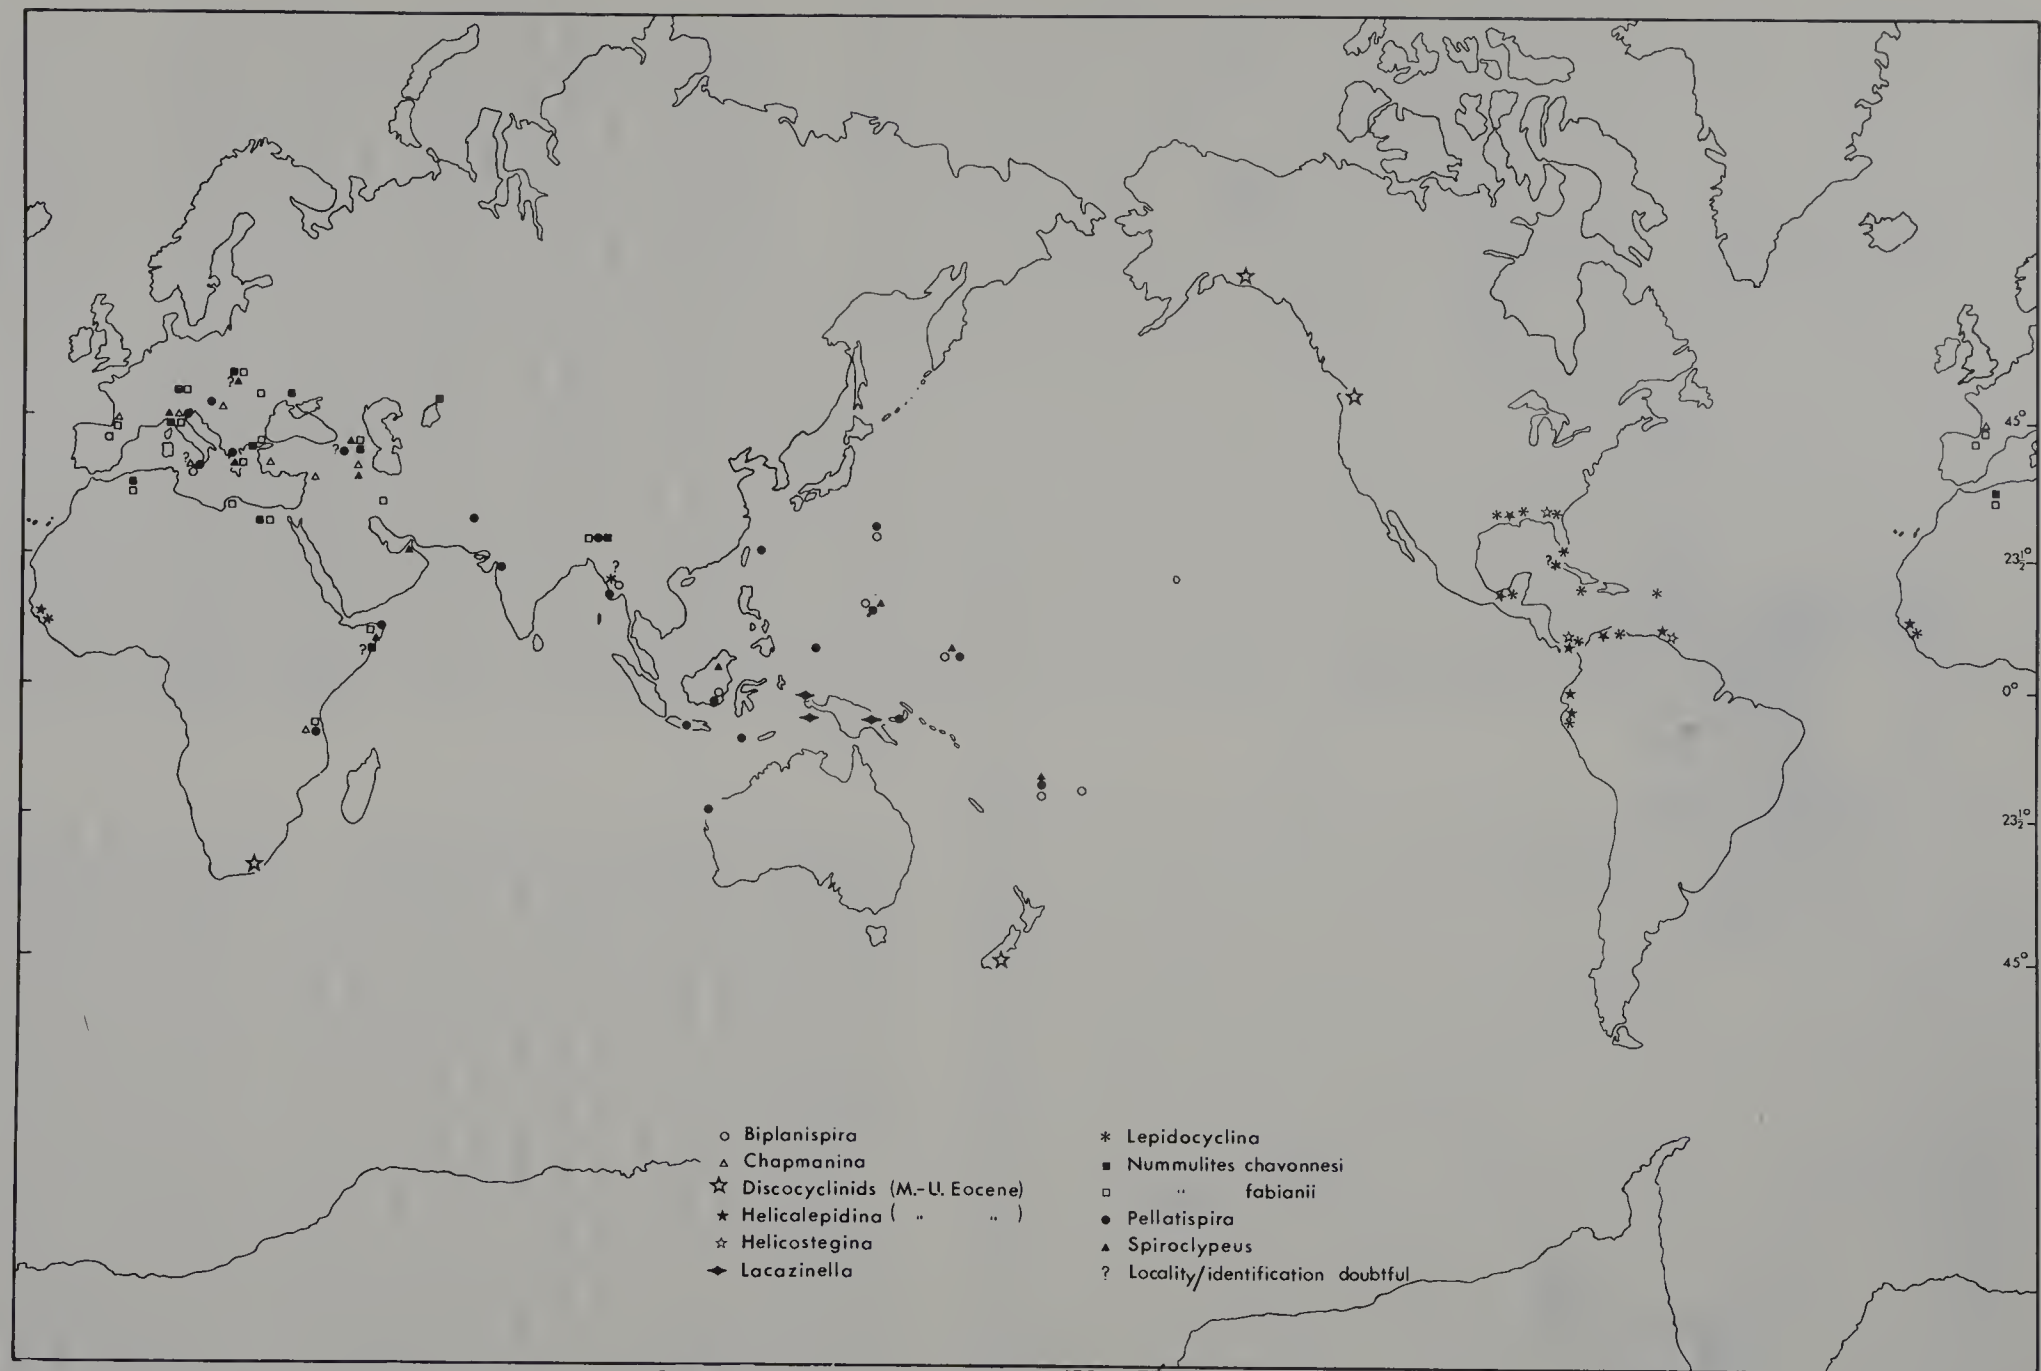 45°
23½°
0°
23½°
45°
? 
?
?
?
?
?
?
○ Biplanispira
△ Chapmanina
☆ Discocyclinids (M.-U. Eocene)
★ Helicalepidina ( " " )
☆ Helicostegina
Lacazinella
* Lepidocyclina
■ Nummulites chavonnesi
□ " fabianii
● Pellatispira
▲ Spiroclypeus
? Locality/identification doubtful